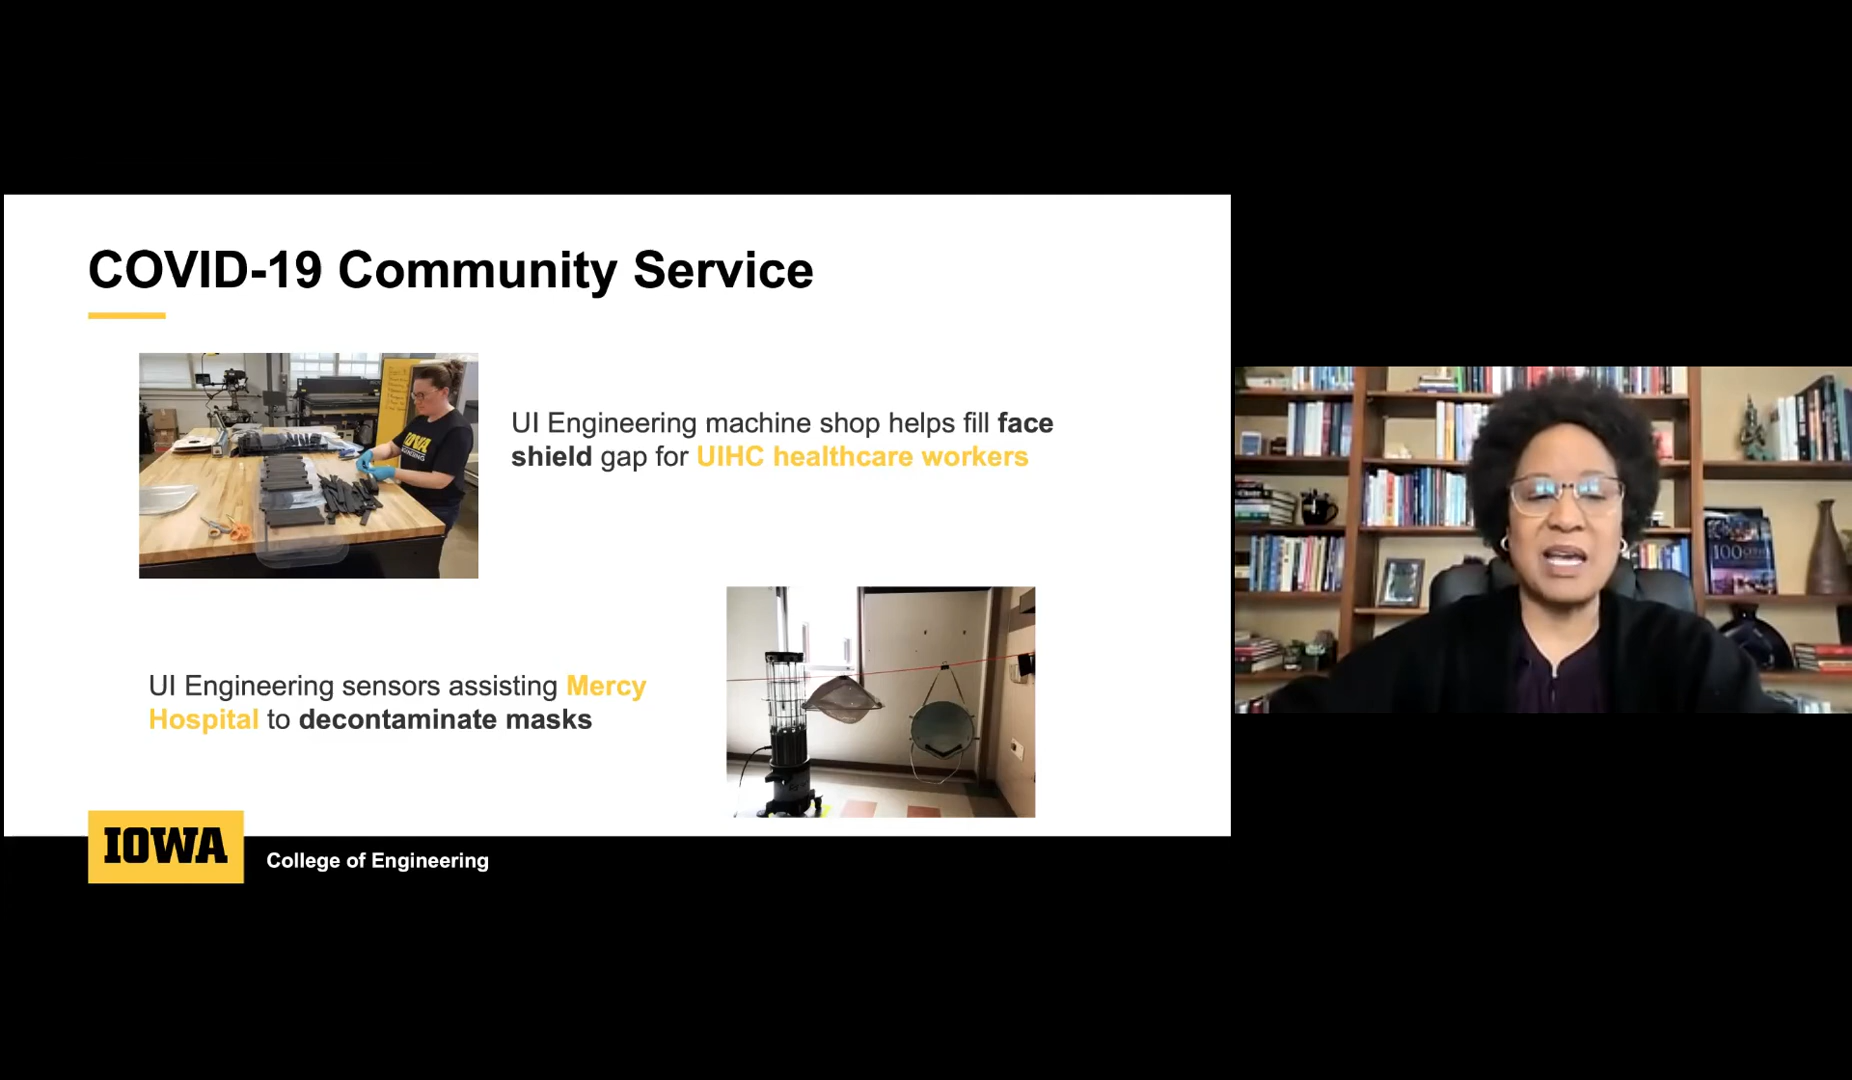 COVID-19 Community Service
UI Engineering machine shop helps fill face
shield gap for UIHC healthcare workers
IOWA
UI Engineering sensors assisting Mercy
Hospital to decontaminate masks
IOWA
College of Engineering